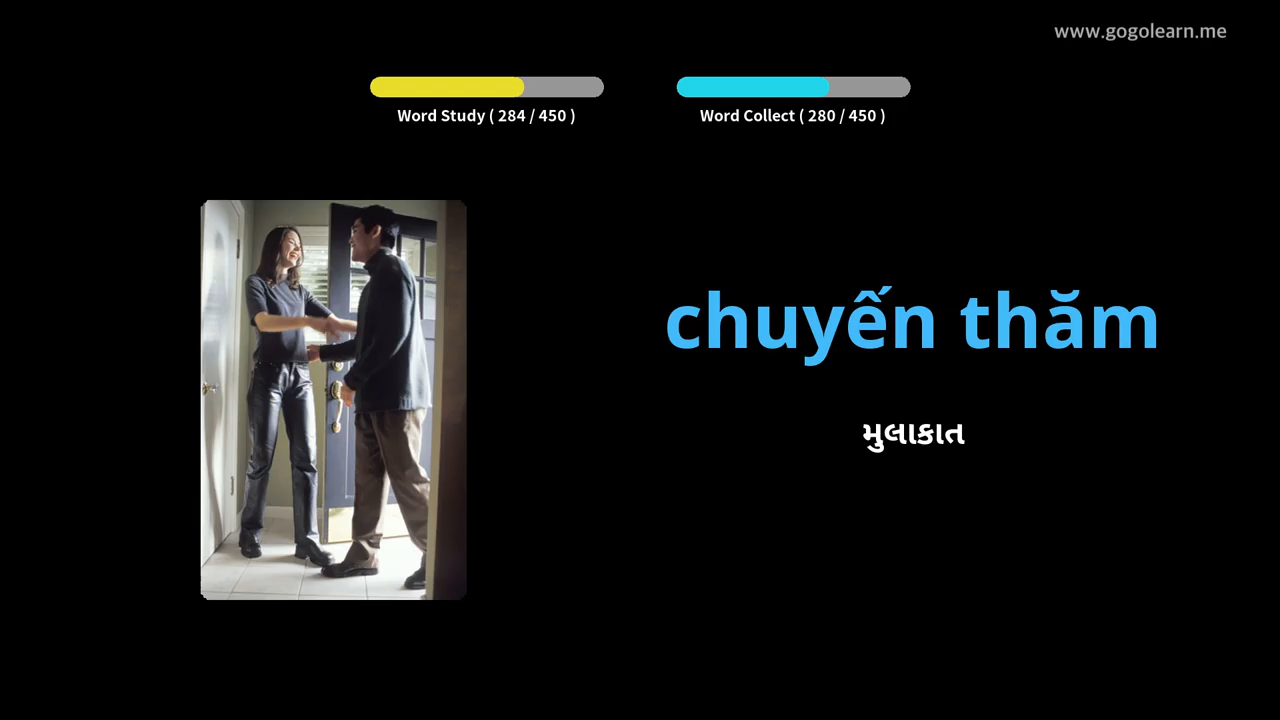 www.gogolearn.me
Word Study ( 284 / 450 )
Word Collect ( 280 / 450 )
chuyến thăm
મુલાકાત